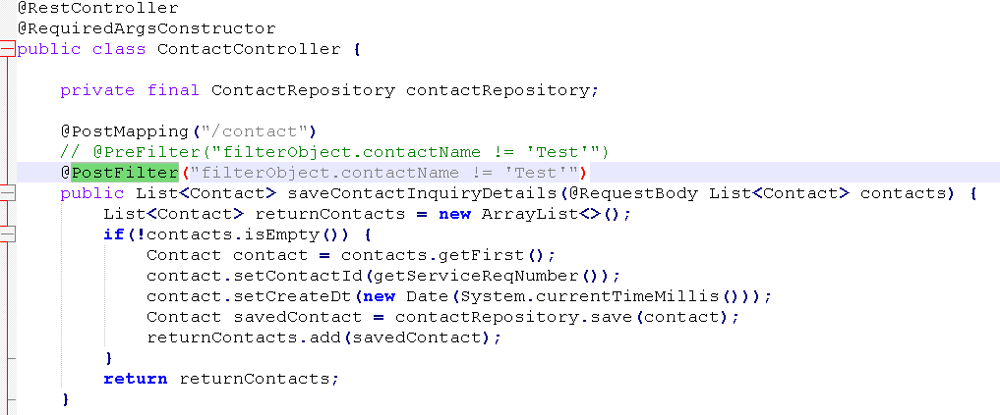 @RestController
@RequiredArgsConstructor
public class ContactController {
private final ContactRepository contactRepository;
@PostMapping("/contact")
// @PreFilter("filterObject.contactName != 'Test'")
@PostFilter("filterObject.contactName != 'Test'")
public List<Contact> saveContactInquiryDetails(@RequestBody List<Contact> contacts) {
List<Contact> returnContacts = new ArrayList<>();
if(!contacts.isEmpty()) {
Contact contact = contacts.getFirst();
contact.setContactId(getServiceReqNumber());
contact.setCreateDt(new Date(System.currentTimeMillis()));
Contact savedContact = contactRepository.save(contact);
returnContacts.add(savedContact);
}
return returnContacts;
}